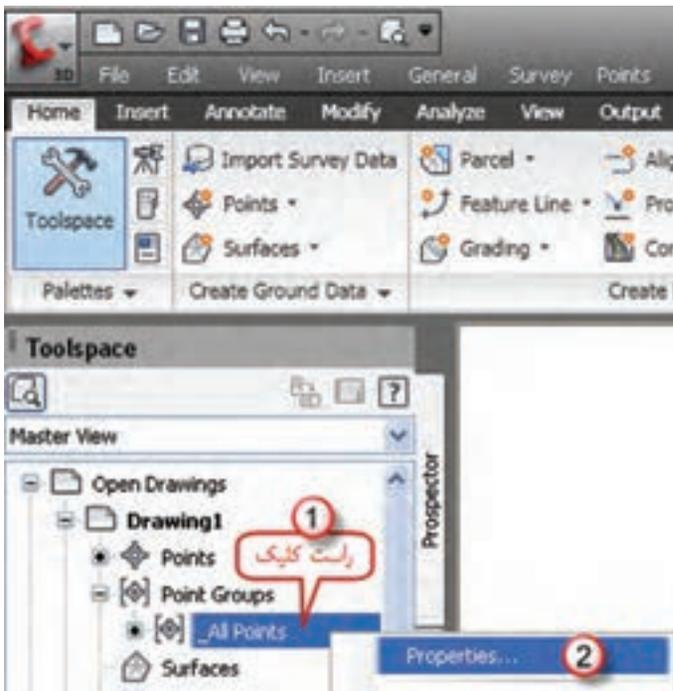 3D
File Edit View Insert General Survey Points
Home Insert Annotate Modify Analyze View Output
Toolspace
Import Survey Data
Points
Surfaces
Parcel
Feature Line
Grading
Palettes
Create Ground Data
Create
Toolspace
?
Master View
Prospector
Open Drawings
Drawing1
1
راست کلیک
Points
Point Groups
_All Points
Properties...
2
Surfaces